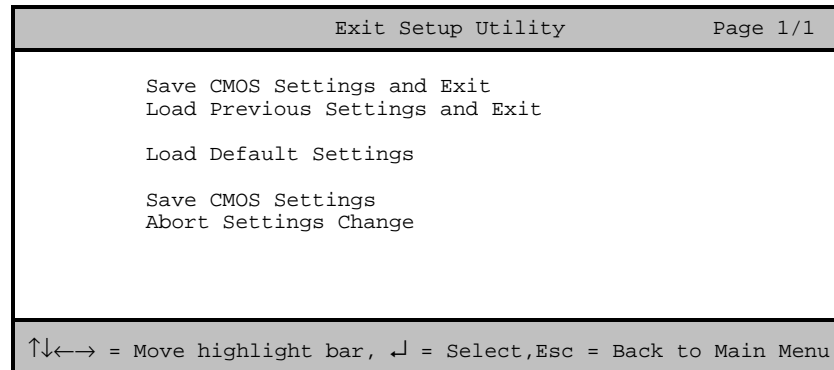 Exit Setup Utility Page 1/1
Save CMOS Settings and Exit
Load Previous Settings and Exit
Load Default Settings
Save CMOS Settings
Abort Settings Change
↑↓←→ = Move highlight bar, ↵ = Select,Esc = Back to Main Menu